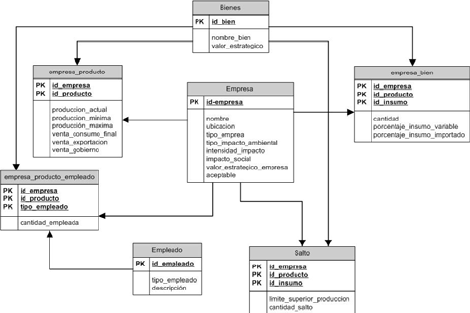 Bienes
PK id_bien
nombre_bien
valor_estrategico
empresa_producto
PK id_empresa
PK id_producto
produccion_actual
produccion_minima
producción_maxima
venta_consumo_final
venta_exportacion
venta_gobierno
Empresa
PK id-empresa
nombre
ubicacion
tipo_emprea
tipo_impacto_ambiental
intensidad_impacto
impacto_social
valor_estrategico_empresa
aceptable
empresa_bien
PK id_empresa
PK id_producto
PK id_insumo
cantidad
porcentaje_insumo_variable
porcentaje_insumo_importado
empresa_producto_empleado
PK id_empresa
PK id_producto
PK tipo_empleado
cantidad_empleada
Empleado
PK id_empleado
tipo_empleado
descripción
Salto
PK id_empresa
PK id_producto
PK id_insumo
limite_superior_produccion
cantidad_salto